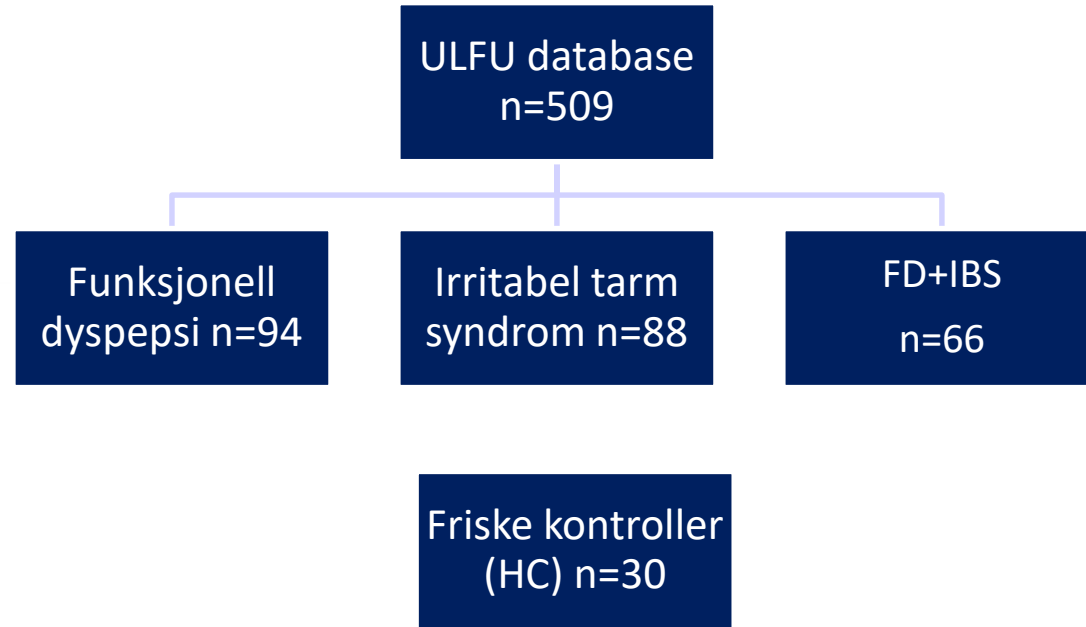 ULFU database
n=509
Funksjonell
dyspepsi n=94
Irritabel tarm
syndrom n=88
FD+IBS
n=66
Friske kontroller
(HC) n=30